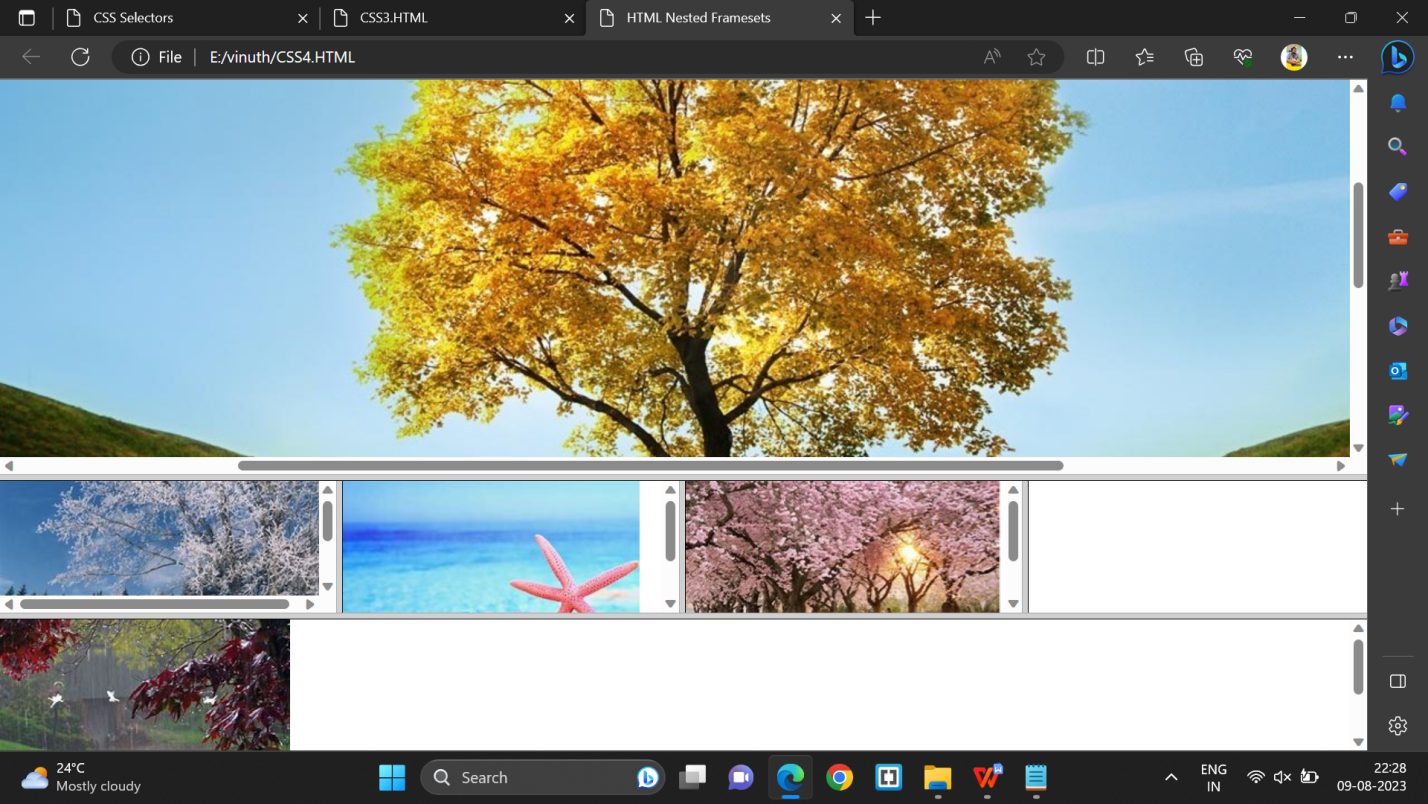 CSS Selectors
CSS3.HTML
HTML Nested Framesets
File
E:/vinuth/CSS4.HTML
24°C
Mostly cloudy
Search
ENG
IN
22:28
09-08-2023